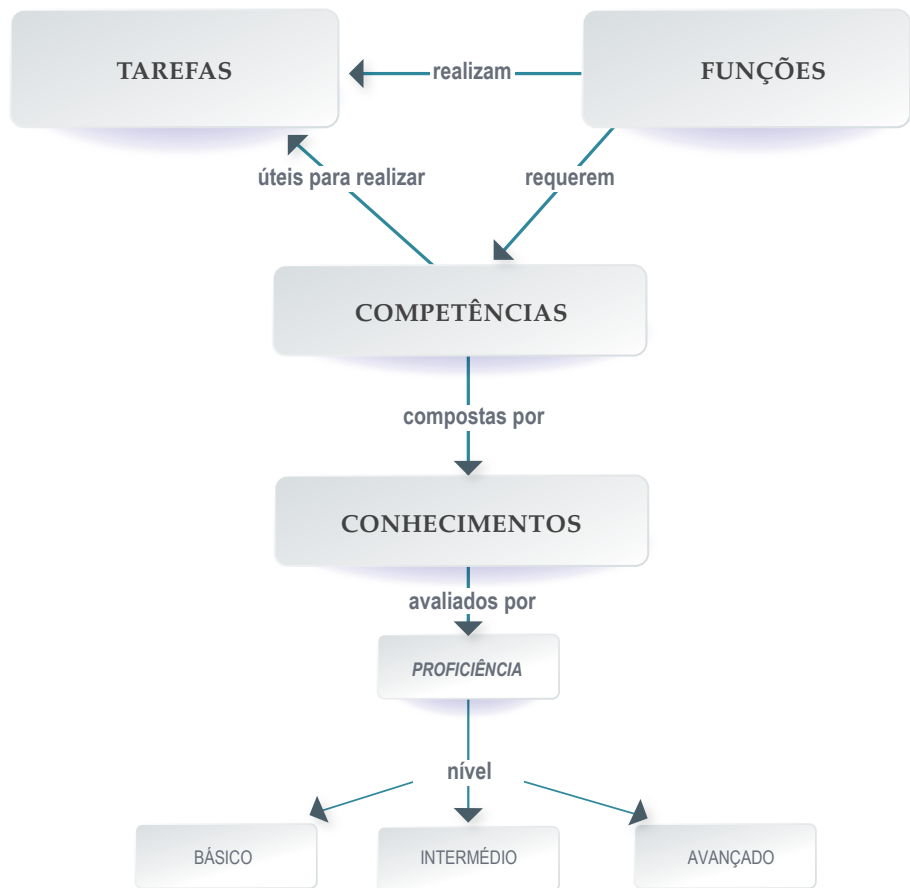 TAREFAS
realizam
FUNÇÕES
úteis para realizar
requerem
COMPETÊNCIAS
compostas por
CONHECIMENTOS
avaliados por
PROFICIÊNCIA
nível
BÁSICO
INTERMÉDIO
AVANÇADO